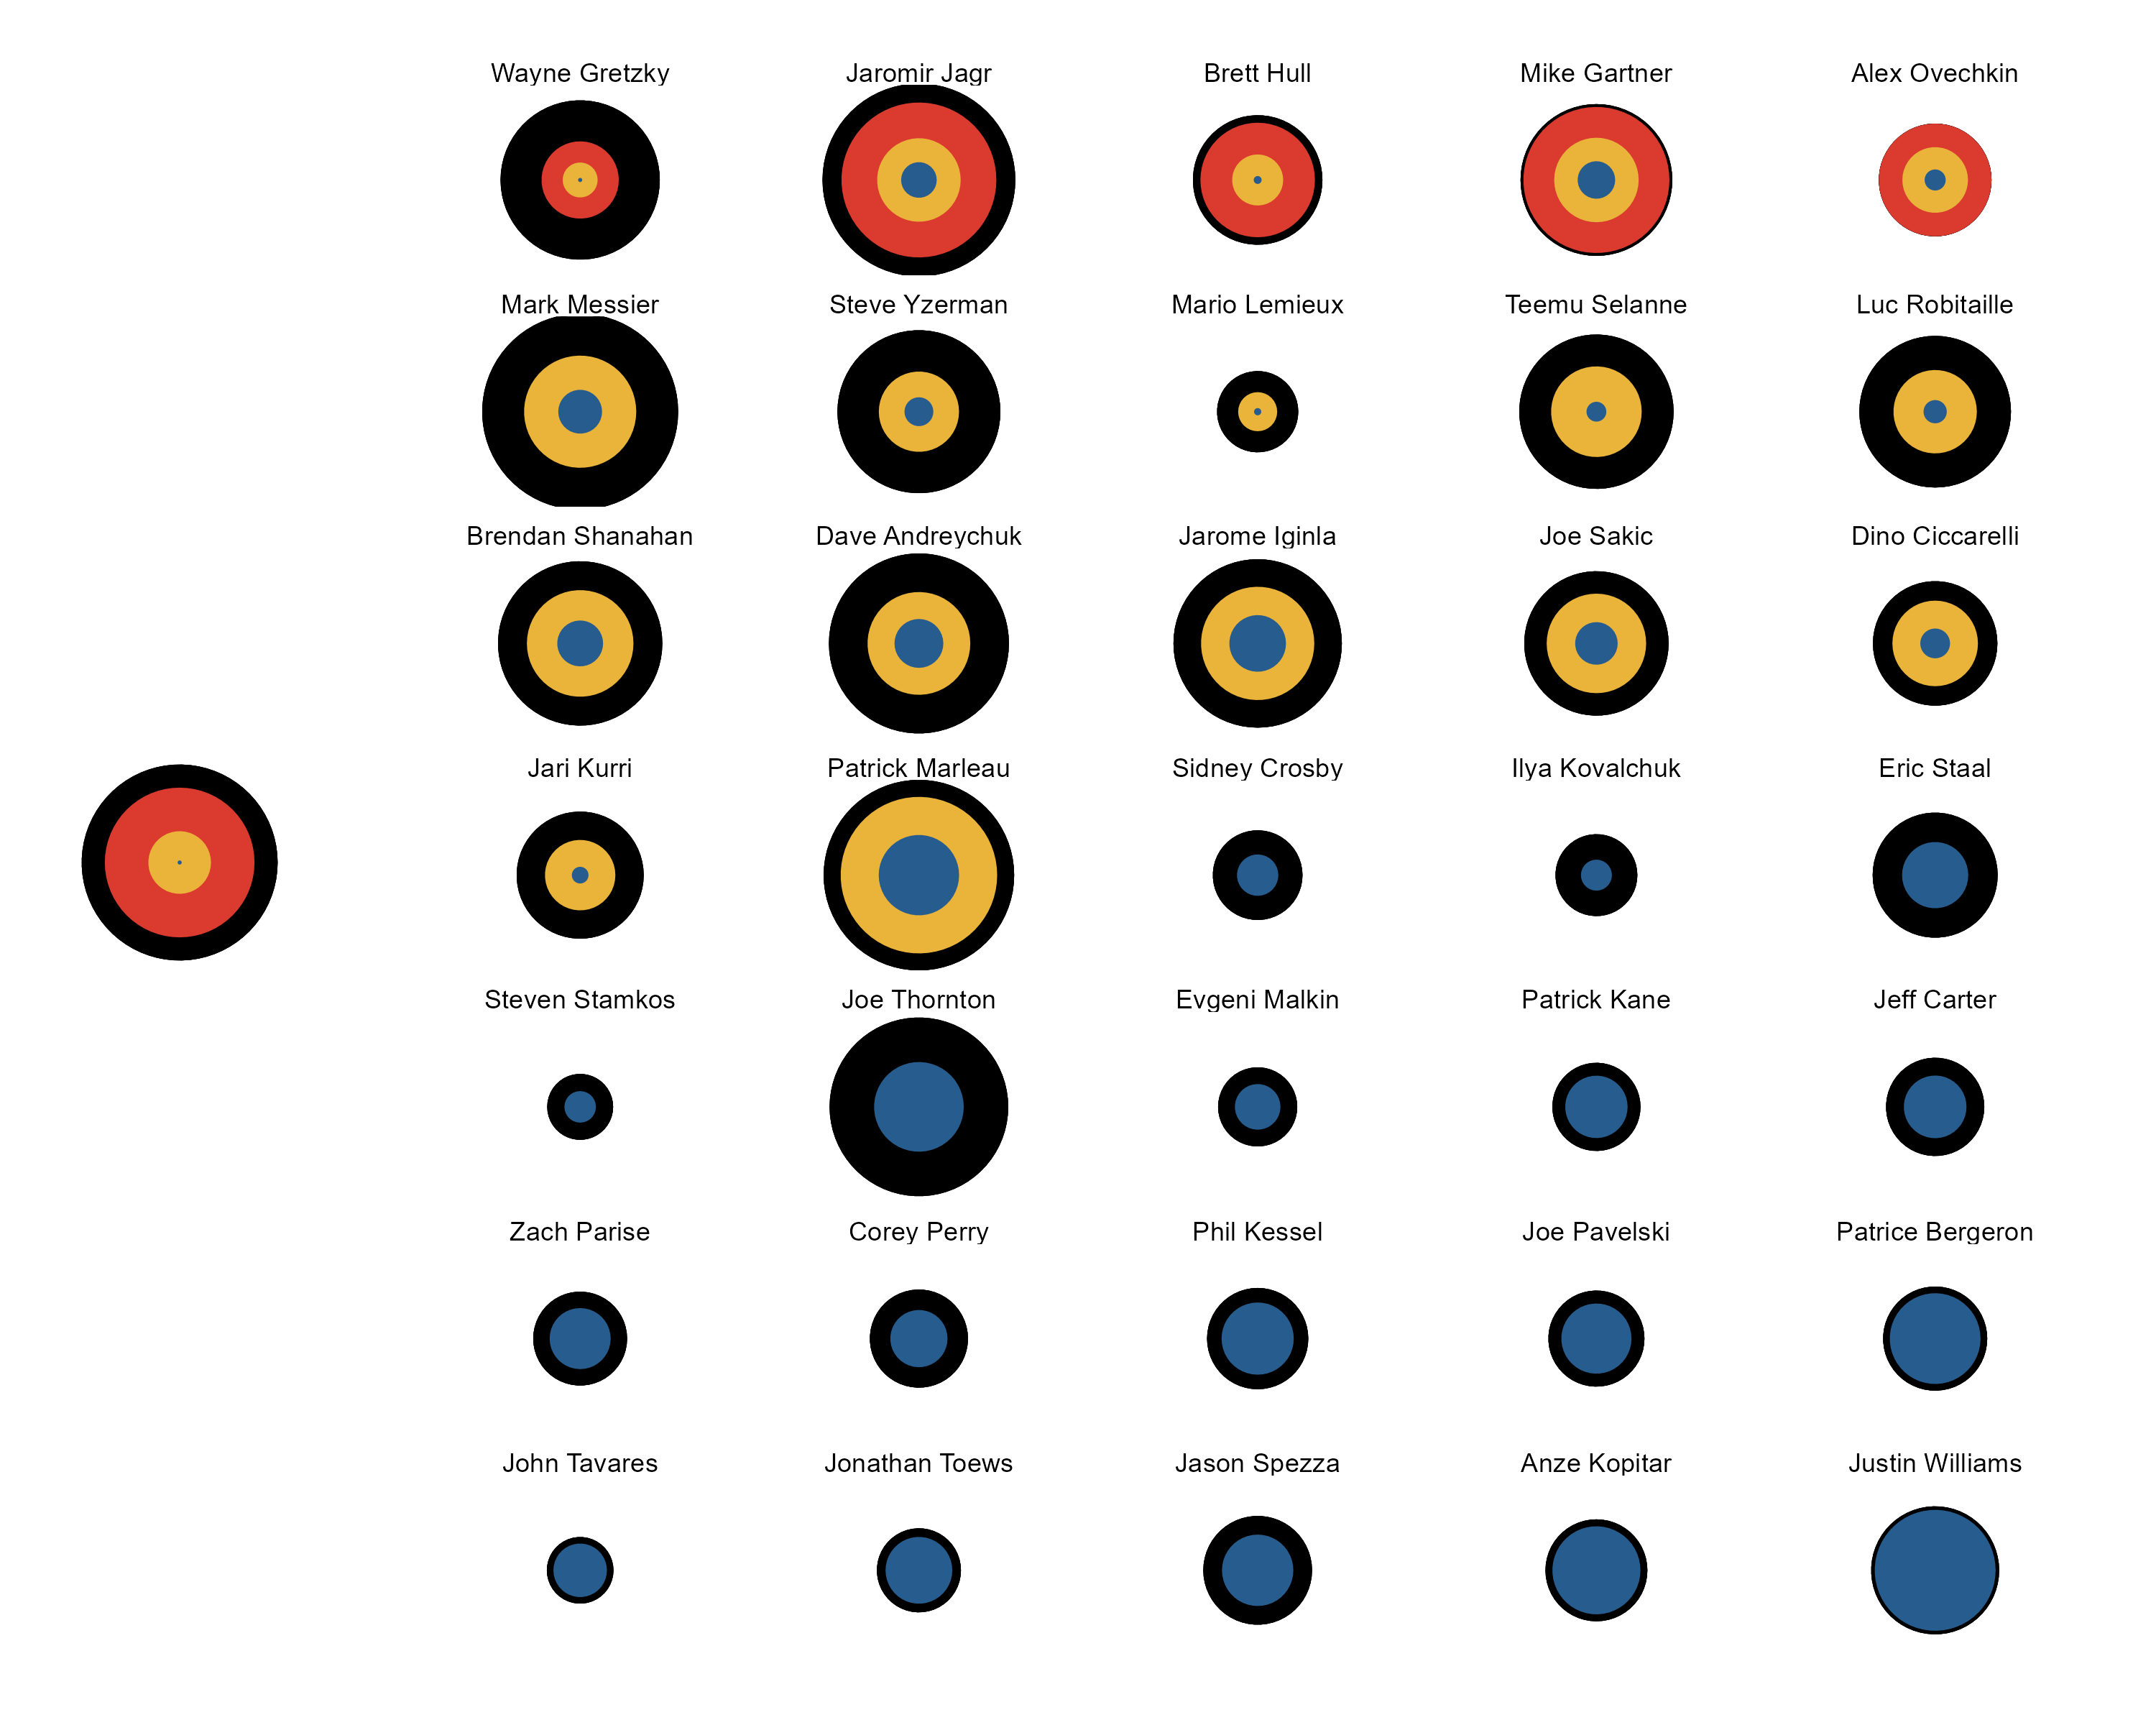 Wayne Gretzky
Jaromir Jagr
Brett Hull
Mike Gartner
Alex Ovechkin
Mark Messier
Steve Yzerman
Mario Lemieux
Teemu Selanne
Luc Robitaille
Brendan Shanahan
Dave Andreychuk
Jarome Iginla
Joe Sakic
Dino Ciccarelli
Jari Kurri
Patrick Marleau
Sidney Crosby
Ilya Kovalchuk
Eric Staal
Steven Stamkos
Joe Thornton
Evgeni Malkin
Patrick Kane
Jeff Carter
Zach Parise
Corey Perry
Phil Kessel
Joe Pavelski
Patrice Bergeron
John Tavares
Jonathan Toews
Jason Spezza
Anze Kopitar
Justin Williams